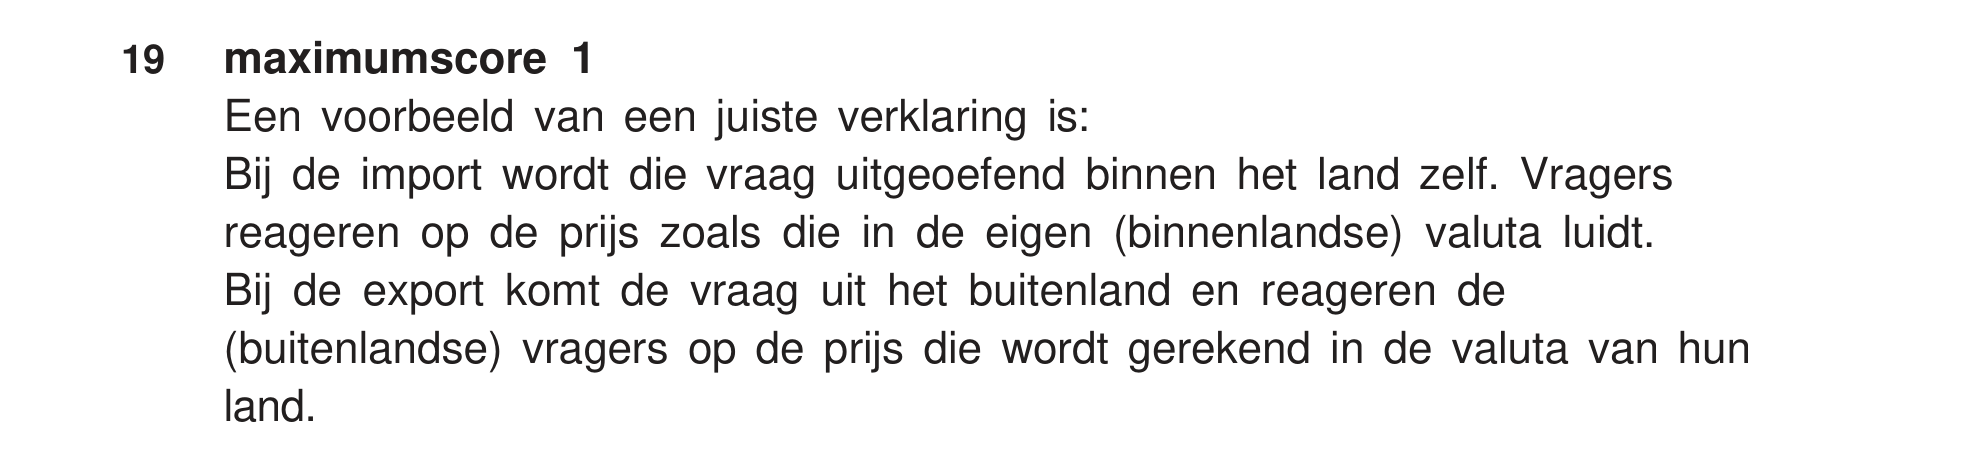 19 maximumscore 1
Een voorbeeld van een juiste verklaring is:
Bij de import wordt die vraag uitgeoefend binnen het land zelf. Vragers
reageren op de prijs zoals die in de eigen (binnenlandse) valuta luidt.
Bij de export komt de vraag uit het buitenland en reageren de
(buitenlandse) vragers op de prijs die wordt gerekend in de valuta van hun
land.